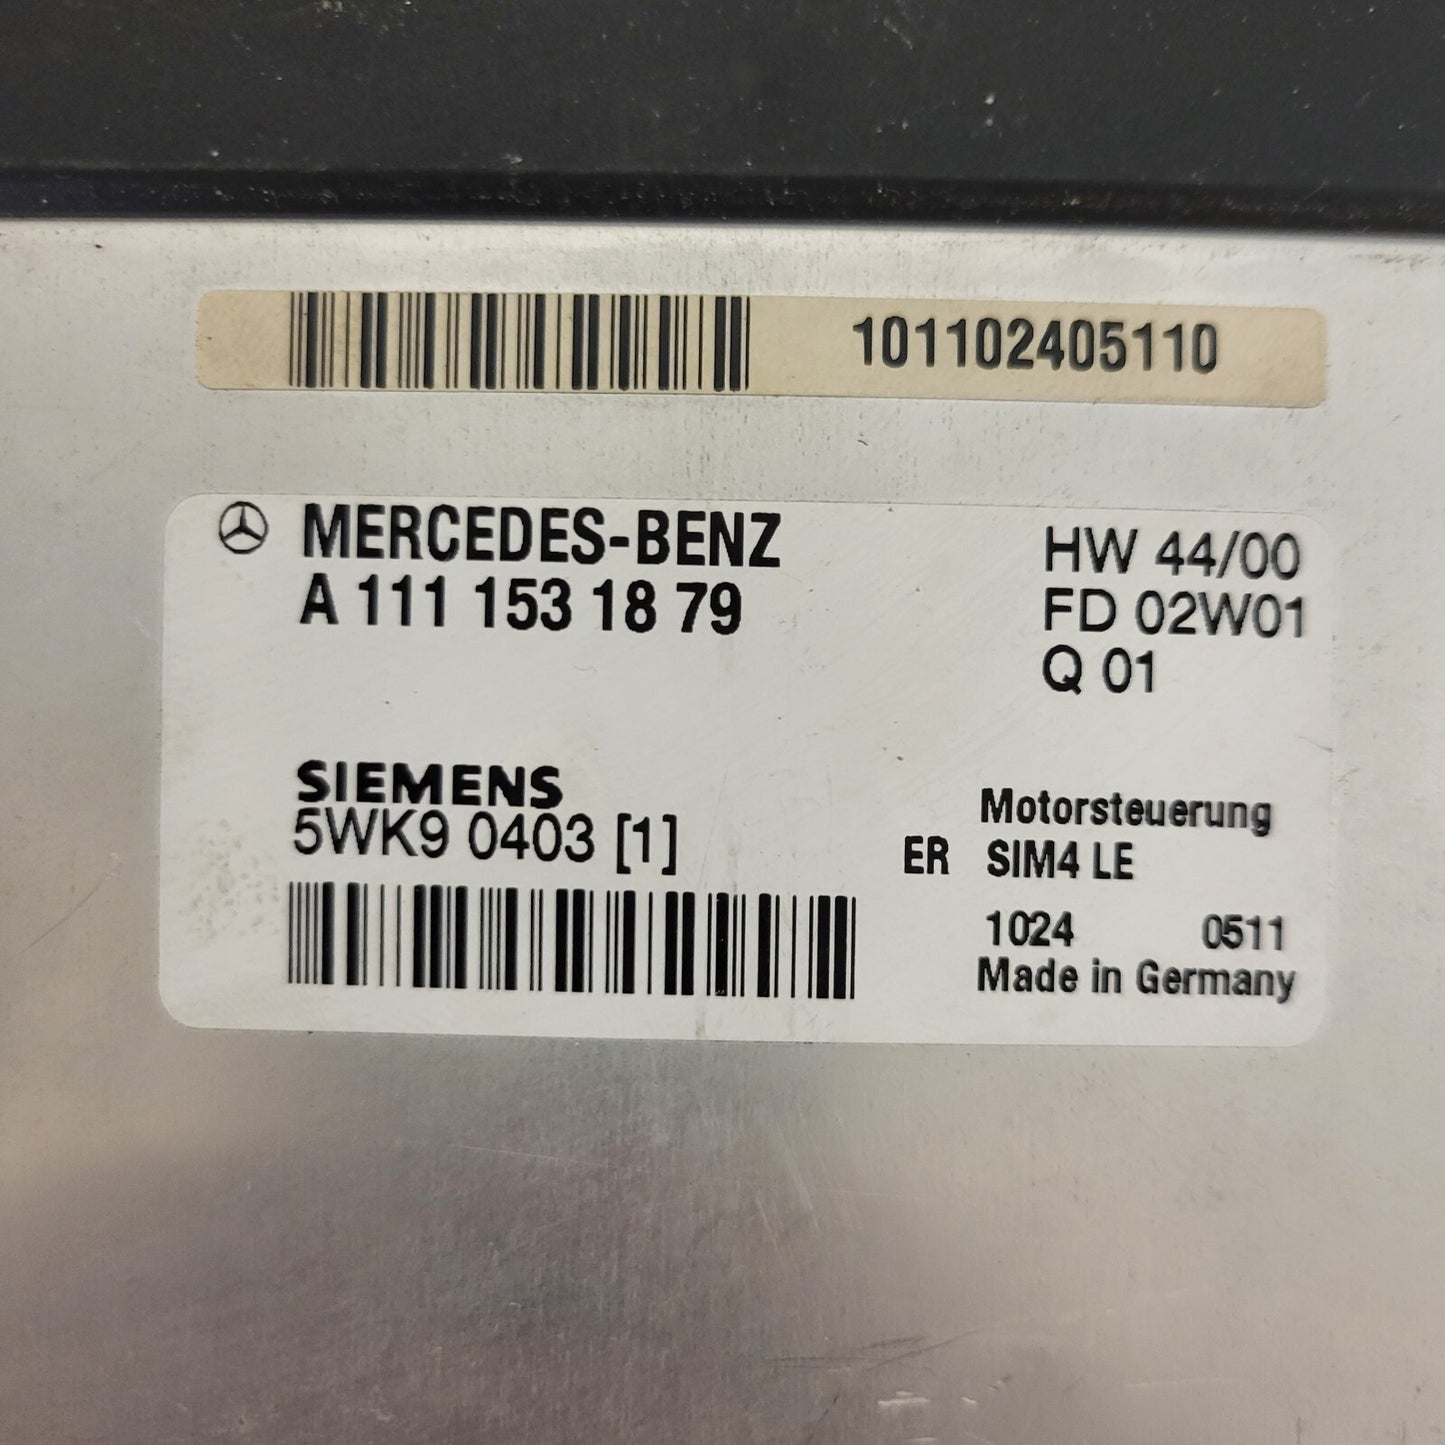 101102405110
MERCEDES-BENZ
A 111 153 18 79
HW 44/00
FD 02W01
Q 01
SIEMENS
5WK9 0403 [1]
Motorsteuerung
ER SIM4 LE
1024 0511
Made in Germany